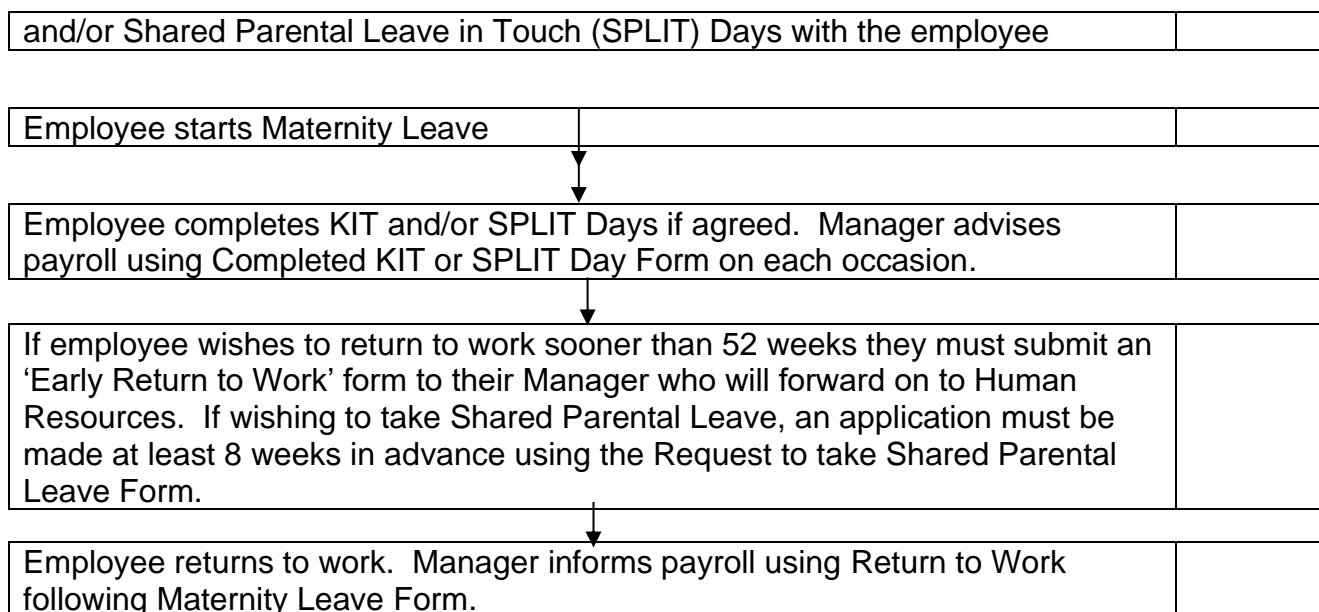 and/or Shared Parental Leave in Touch (SPLIT) Days with the employee
Employee starts Maternity Leave
Employee completes KIT and/or SPLIT Days if agreed.  Manager advises
payroll using Completed KIT or SPLIT Day Form on each occasion.
If employee wishes to return to work sooner than 52 weeks they must submit an
‘Early Return to Work’ form to their Manager who will forward on to Human
Resources.  If wishing to take Shared Parental Leave, an application must be
made at least 8 weeks in advance using the Request to take Shared Parental
Leave Form.
Employee returns to work.  Manager informs payroll using Return to Work
following Maternity Leave Form.